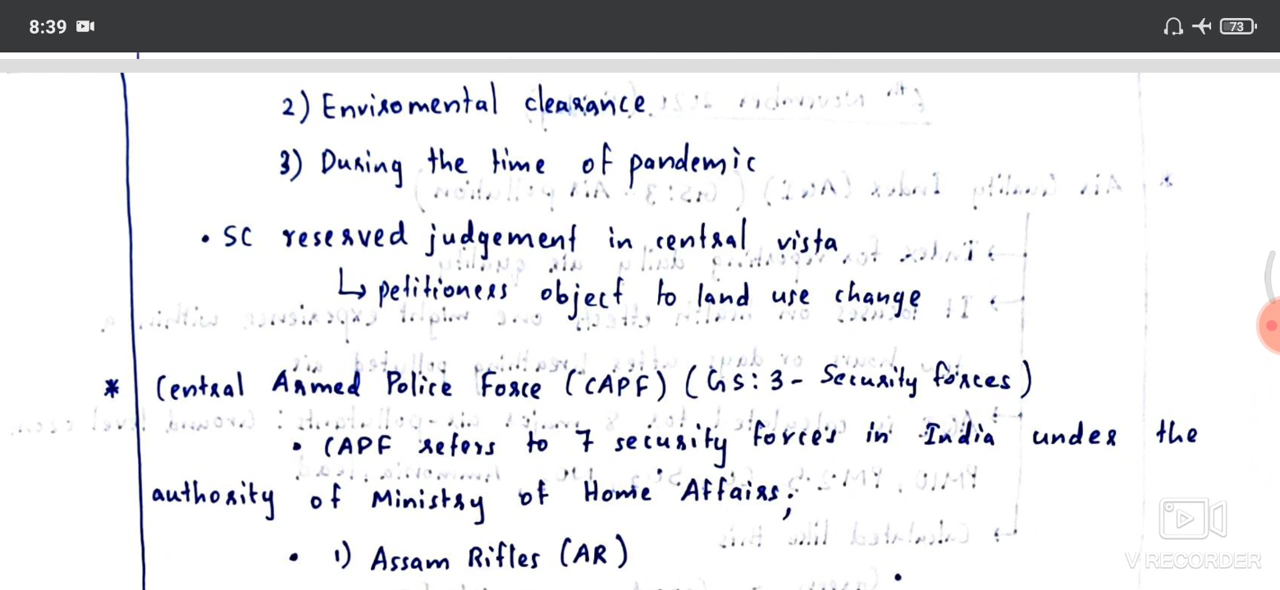 8:39
73
2) Enviromental clearance.
3) During the time of pandemic
• SC reserved judgement in central vista
↳ petitioners object to land use change
* Central Armed Police Force (CAPF) (GS: 3 - Security forces)
• CAPF refers to 7 security forces in India under the
authority of Ministry of Home Affairs;
• 1) Assam Rifles (AR)
V RECORDER